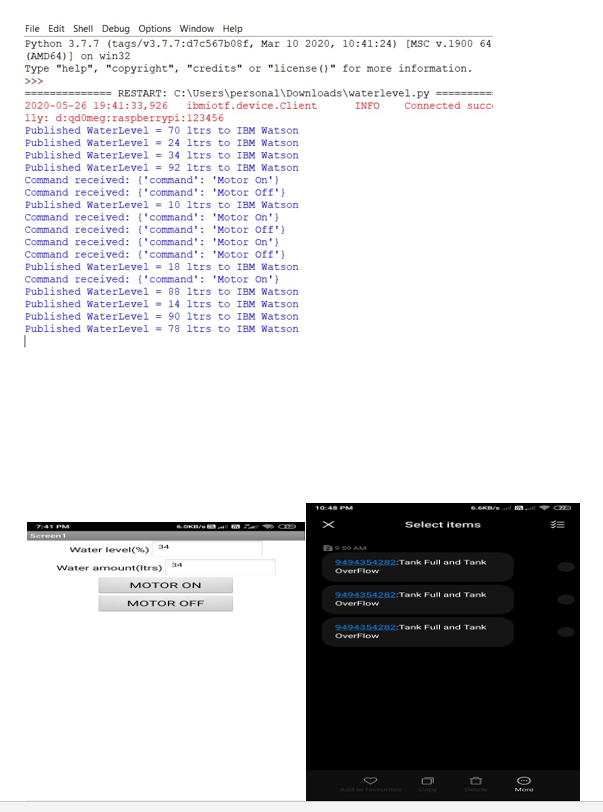 File Edit Shell Debug Options Window Help
Python 3.7.7 (tags/v3.7.7:d7c567b08f, Mar 10 2020, 10:41:24) [MSC v.1900 64
(AMD64)] on win32
Type "help", "copyright", "credits" or "license()" for more information.
>>>
============== RESTART: C:\Users\personal\Downloads\waterlevel.py =========
2020-05-26 19:41:33,926 ibmiotf.device.Client INFO Connected succe
lly: d:qd0meg:raspberrypi:123456
Published WaterLevel = 70 ltrs to IBM Watson
Published WaterLevel = 24 ltrs to IBM Watson
Published WaterLevel = 34 ltrs to IBM Watson
Published WaterLevel = 92 ltrs to IBM Watson
Command received: {'command': 'Motor On'}
Command received: {'command': 'Motor Off'}
Published WaterLevel = 10 ltrs to IBM Watson
Command received: {'command': 'Motor On'}
Command received: {'command': 'Motor Off'}
Command received: {'command': 'Motor On'}
Command received: {'command': 'Motor Off'}
Published WaterLevel = 18 ltrs to IBM Watson
Command received: {'command': 'Motor On'}
Published WaterLevel = 88 ltrs to IBM Watson
Published WaterLevel = 14 ltrs to IBM Watson
Published WaterLevel = 90 ltrs to IBM Watson
Published WaterLevel = 78 ltrs to IBM Watson
7:41 PM 6.0KB/s
Screen1
Water level(%) 34
Water amount(ltrs) 34
MOTOR ON
MOTOR OFF
10:48 PM 6.6KB/s
Select items
2 9:59 AM
9494354282:Tank Full and Tank
OverFlow
9494354282:Tank Full and Tank
OverFlow
9494354282:Tank Full and Tank
OverFlow
Add to favourites Copy Delete More